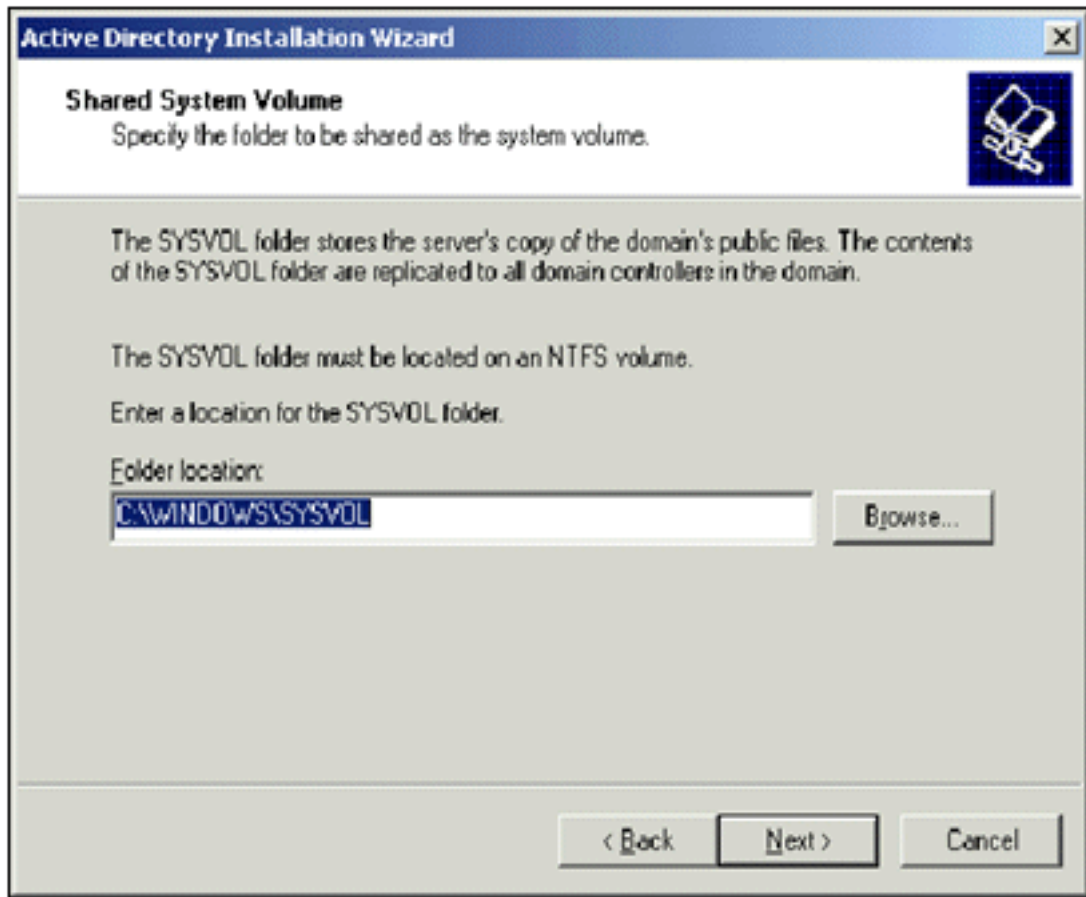 Active Directory Installation Wizard
Shared System Volume
Specify the folder to be shared as the system volume.
The SYSVOL folder stores the server's copy of the domain's public files. The contents
of the SYSVOL folder are replicated to all domain controllers in the domain.
The SYSVOL folder must be located on an NTFS volume.
Enter a location for the SYSVOL folder.
Folder location:
C:\WINDOWS\SYSVOL
Browse...
< Back Next > Cancel